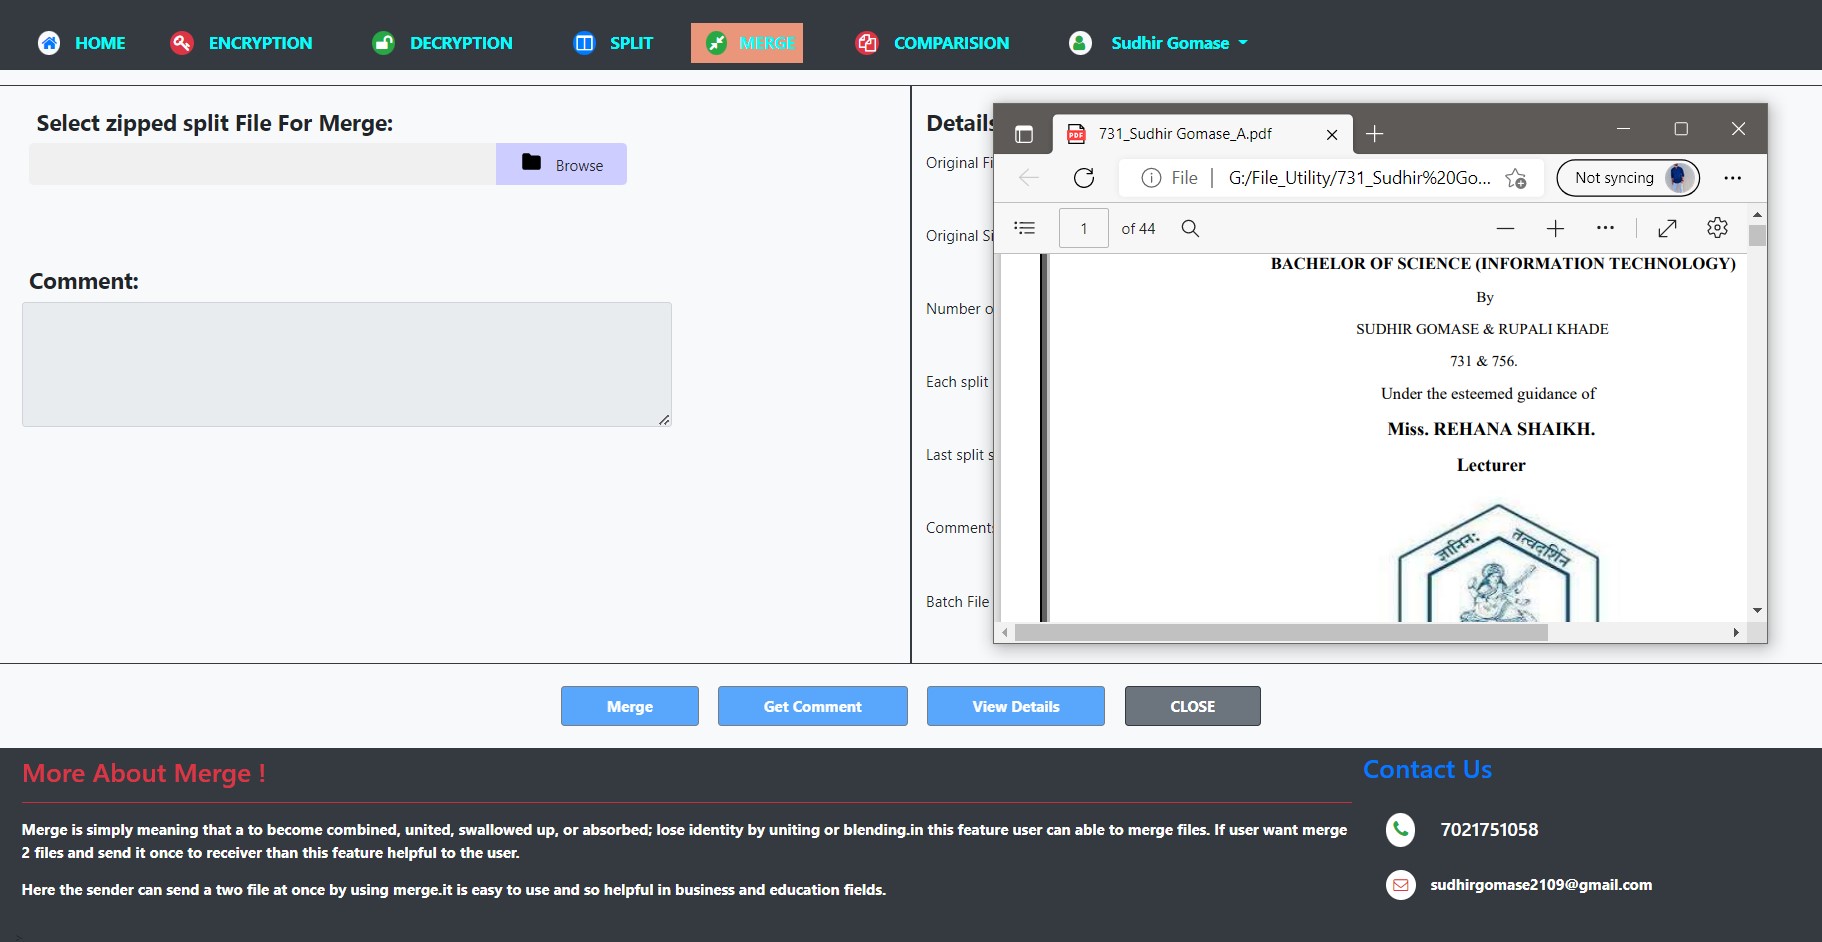 HOME ENCRYPTION DECRYPTION SPLIT MERGE COMPARISION Sudhir Gomase
Select zipped split File For Merge:
Browse
Comment:
Details
Original Fi
Original Si
Number o
Each split
Last split s
Comments
Batch File
731_Sudhir Gomase_A.pdf
File G:/File_Utility/731_Sudhir%20Go... Not syncing
1 of 44
BACHELOR OF SCIENCE (INFORMATION TECHNOLOGY)
By
SUDHIR GOMASE & RUPALI KHADE
731 & 756.
Under the esteemed guidance of
Miss. REHANA SHAIKH.
Lecturer
ज्ञानिनः तत्वदर्शिन
Merge Get Comment View Details CLOSE
More About Merge !
Merge is simply meaning that a to become combined, united, swallowed up, or absorbed; lose identity by uniting or blending.in this feature user can able to merge files. If user want merge
2 files and send it once to receiver than this feature helpful to the user.
Here the sender can send a two file at once by using merge.it is easy to use and so helpful in business and education fields.
Contact Us
7021751058
sudhirgomase2109@gmail.com